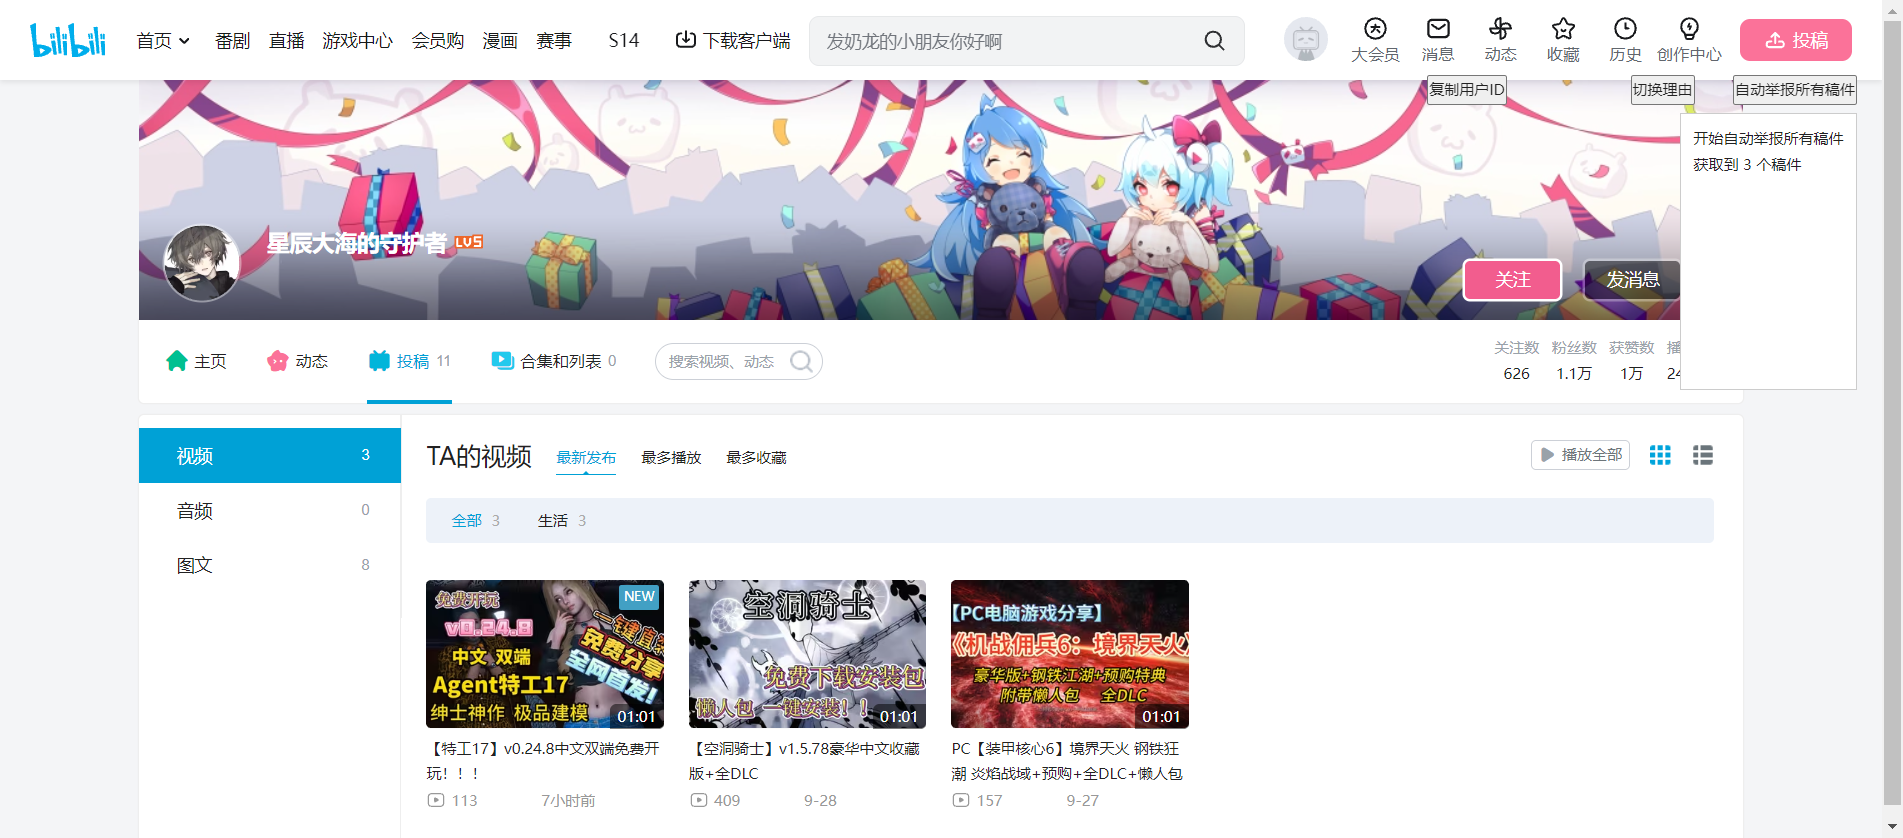 bilibili
首页
番剧
直播
游戏中心
会员购
漫画
赛事
S14
下载客户端
发奶龙的小朋友你好啊
大会员
消息
动态
收藏
历史
创作中心
投稿
复制用户ID
切换理由
自动举报所有稿件
开始自动举报所有稿件
获取到 3 个稿件
星辰大海的守护者 LV5
关注
发消息
主页
动态
投稿 11
合集和列表 0
搜索视频、动态
关注数
粉丝数
获赞数
播
626
1.1万
1万
24
视频 3
音频 0
图文 8
TA的视频
最新发布
最多播放
最多收藏
播放全部
全部 3
生活 3
免费开玩
NEW
v0.24.8
一键直装
中文 双端
免费分享
全网首发!
Agent特工17
绅士神作 极品建模
01:01
空洞骑士
免费下载安装包
懒人包 一键安装!!
01:01
【PC电脑游戏分享】
《机战佣兵6：境界天火》
豪华版+钢铁江湖+预购特典
附带懒人包 全DLC
01:01
【特工17】v0.24.8中文双端免费开
玩！！！
113
7小时前
【空洞骑士】v1.5.78豪华中文收藏
版+全DLC
409
9-28
PC【装甲核心6】境界天火 钢铁狂
潮 炎焰战域+预购+全DLC+懒人包
157
9-27